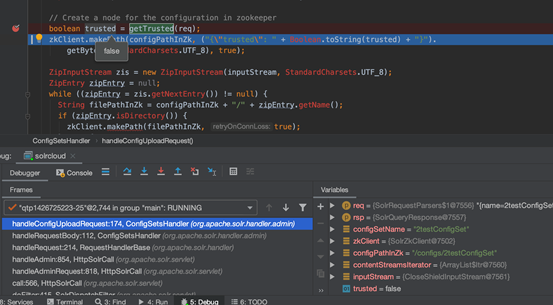 // Create a node for the configuration in zookeeper
boolean trusted = getTrusted(req);
zkClient.makePath(configPathInZk, ("{\"trusted\": " + Boolean.toString(trusted) + "}").
false
StandardCharsets.UTF_8), true);
ZipInputStream zis = new ZipInputStream(inputStream, StandardCharsets.UTF_8);
ZipEntry zipEntry = null;
while ((zipEntry = zis.getNextEntry()) != null) {
String filePathInZk = configPathInZk + "/" + zipEntry.getName();
if (zipEntry.isDirectory()) {
zkClient.makePath(filePathInZk, retryOnConnLoss: true);
ConfigSetsHandler handleConfigUploadRequest()
solrcloud
Debugger Console
Frames Variables
"qtp1426725223-25"@2,744 in group "main": RUNNING
handleConfigUploadRequest:174, ConfigSetsHandler (org.apache.solr.handler.admin)
handleRequestBody:112, ConfigSetsHandler (org.apache.solr.handler.admin)
handleRequest:214, RequestHandlerBase (org.apache.solr.handler)
handleAdmin:854, HttpSolrCall (org.apache.solr.servlet)
handleAdminRequest:818, HttpSolrCall (org.apache.solr.servlet)
call:566, HttpSolrCall (org.apache.solr.servlet)
req = {SolrRequestParsers$1@7556} "{name=2testConfigSet
rsp = {SolrQueryResponse@7557}
configSetName = "2testConfigSet"
zkClient = {SolrZkClient@7502}
configPathInZk = "/configs/2testConfigSet"
contentStreamsIterator = {ArrayList$Itr@7560}
inputStream = {CloseShieldInputStream@7561}
trusted = false
Services Terminal 3: Find 4: Run 5: Debug 6: TODO